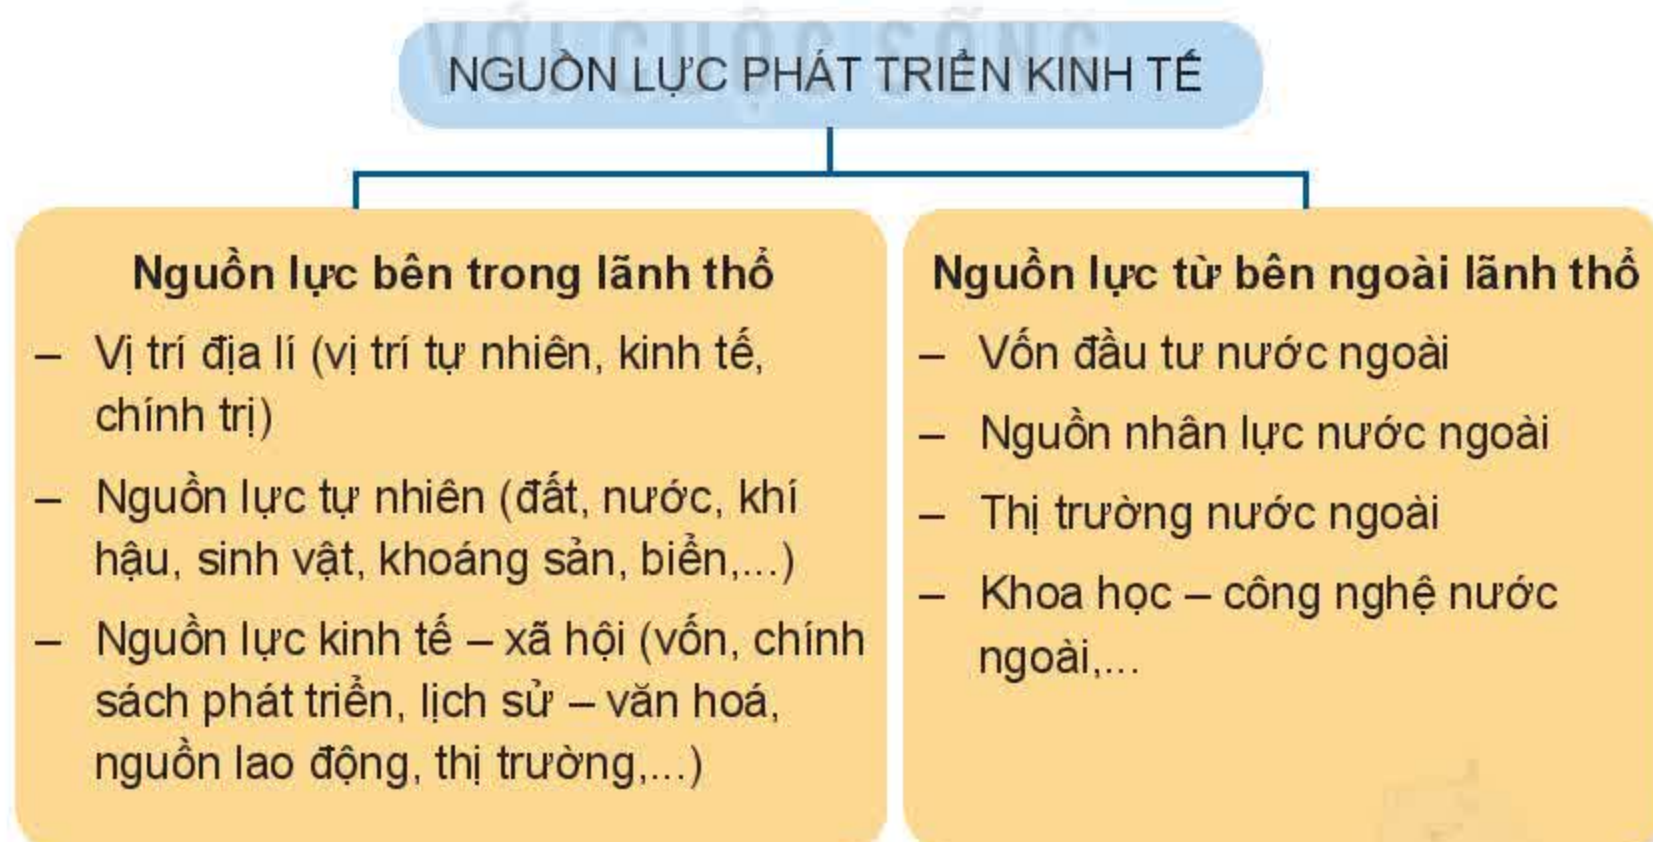 VỚI CUỘC SỐNG
NGUỒN LỰC PHÁT TRIỂN KINH TẾ
Nguồn lực bên trong lãnh thổ
– Vị trí địa lí (vị trí tự nhiên, kinh tế,
chính trị)
– Nguồn lực tự nhiên (đất, nước, khí
hậu, sinh vật, khoáng sản, biển,...)
– Nguồn lực kinh tế – xã hội (vốn, chính
sách phát triển, lịch sử – văn hoá,
nguồn lao động, thị trường,...)
Nguồn lực từ bên ngoài lãnh thổ
– Vốn đầu tư nước ngoài
– Nguồn nhân lực nước ngoài
– Thị trường nước ngoài
– Khoa học – công nghệ nước
ngoài,...